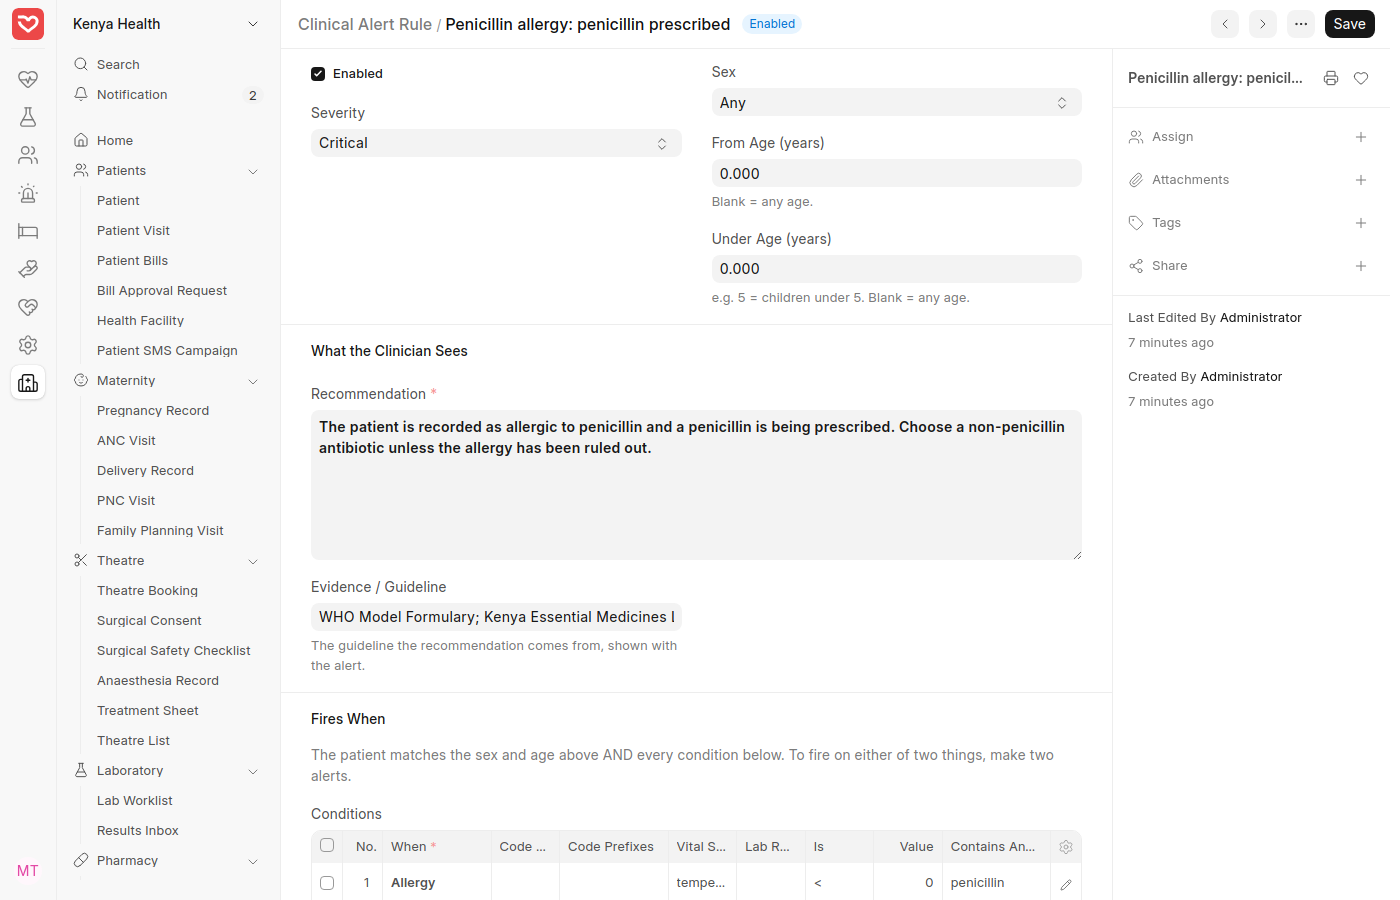 Kenya Health
Search
Notification 2
Home
Patients
Patient
Patient Visit
Patient Bills
Bill Approval Request
Health Facility
Patient SMS Campaign
Maternity
Pregnancy Record
ANC Visit
Delivery Record
PNC Visit
Family Planning Visit
Theatre
Theatre Booking
Surgical Consent
Surgical Safety Checklist
Anaesthesia Record
Treatment Sheet
Theatre List
Laboratory
Lab Worklist
Results Inbox
Pharmacy
MT
Clinical Alert Rule / Penicillin allergy: penicillin prescribed Enabled
Save
Enabled
Severity
Critical
Sex
Any
From Age (years)
0.000
Blank = any age.
Under Age (years)
0.000
e.g. 5 = children under 5. Blank = any age.
What the Clinician Sees
Recommendation *
The patient is recorded as allergic to penicillin and a penicillin is being prescribed. Choose a non-penicillin
antibiotic unless the allergy has been ruled out.
Evidence / Guideline
WHO Model Formulary; Kenya Essential Medicines
The guideline the recommendation comes from, shown with
the alert.
Fires When
The patient matches the sex and age above AND every condition below. To fire on either of two things, make two
alerts.
Conditions
No. When * Code ... Code Prefixes Vital S... Lab R... Is Value Contains An...
1 Allergy tempe... < 0 penicillin
Penicillin allergy: penicil...
Assign
Attachments
Tags
Share
Last Edited By Administrator
7 minutes ago
Created By Administrator
7 minutes ago